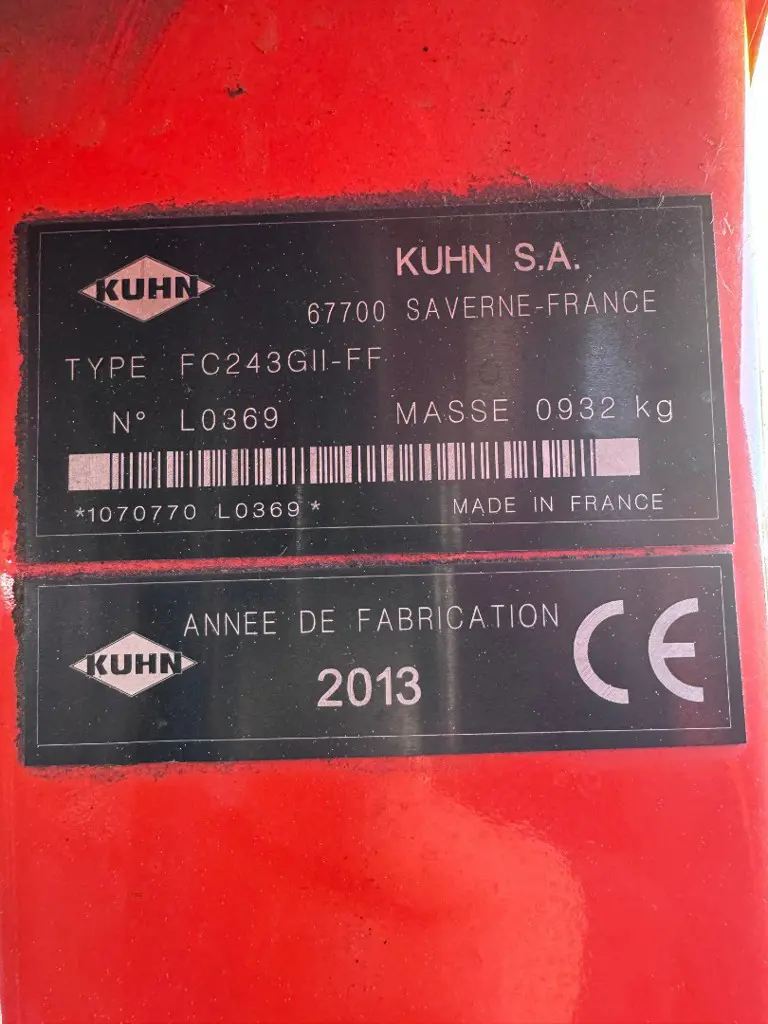 KUHN
KUHN S.A.
67700 SAVERNE-FRANCE
TYPE FC243GII-FF
N° L0369 MASSE 0932 kg
*1070770 L0369* MADE IN FRANCE
KUHN
ANNEE DE FABRICATION
2013
CE